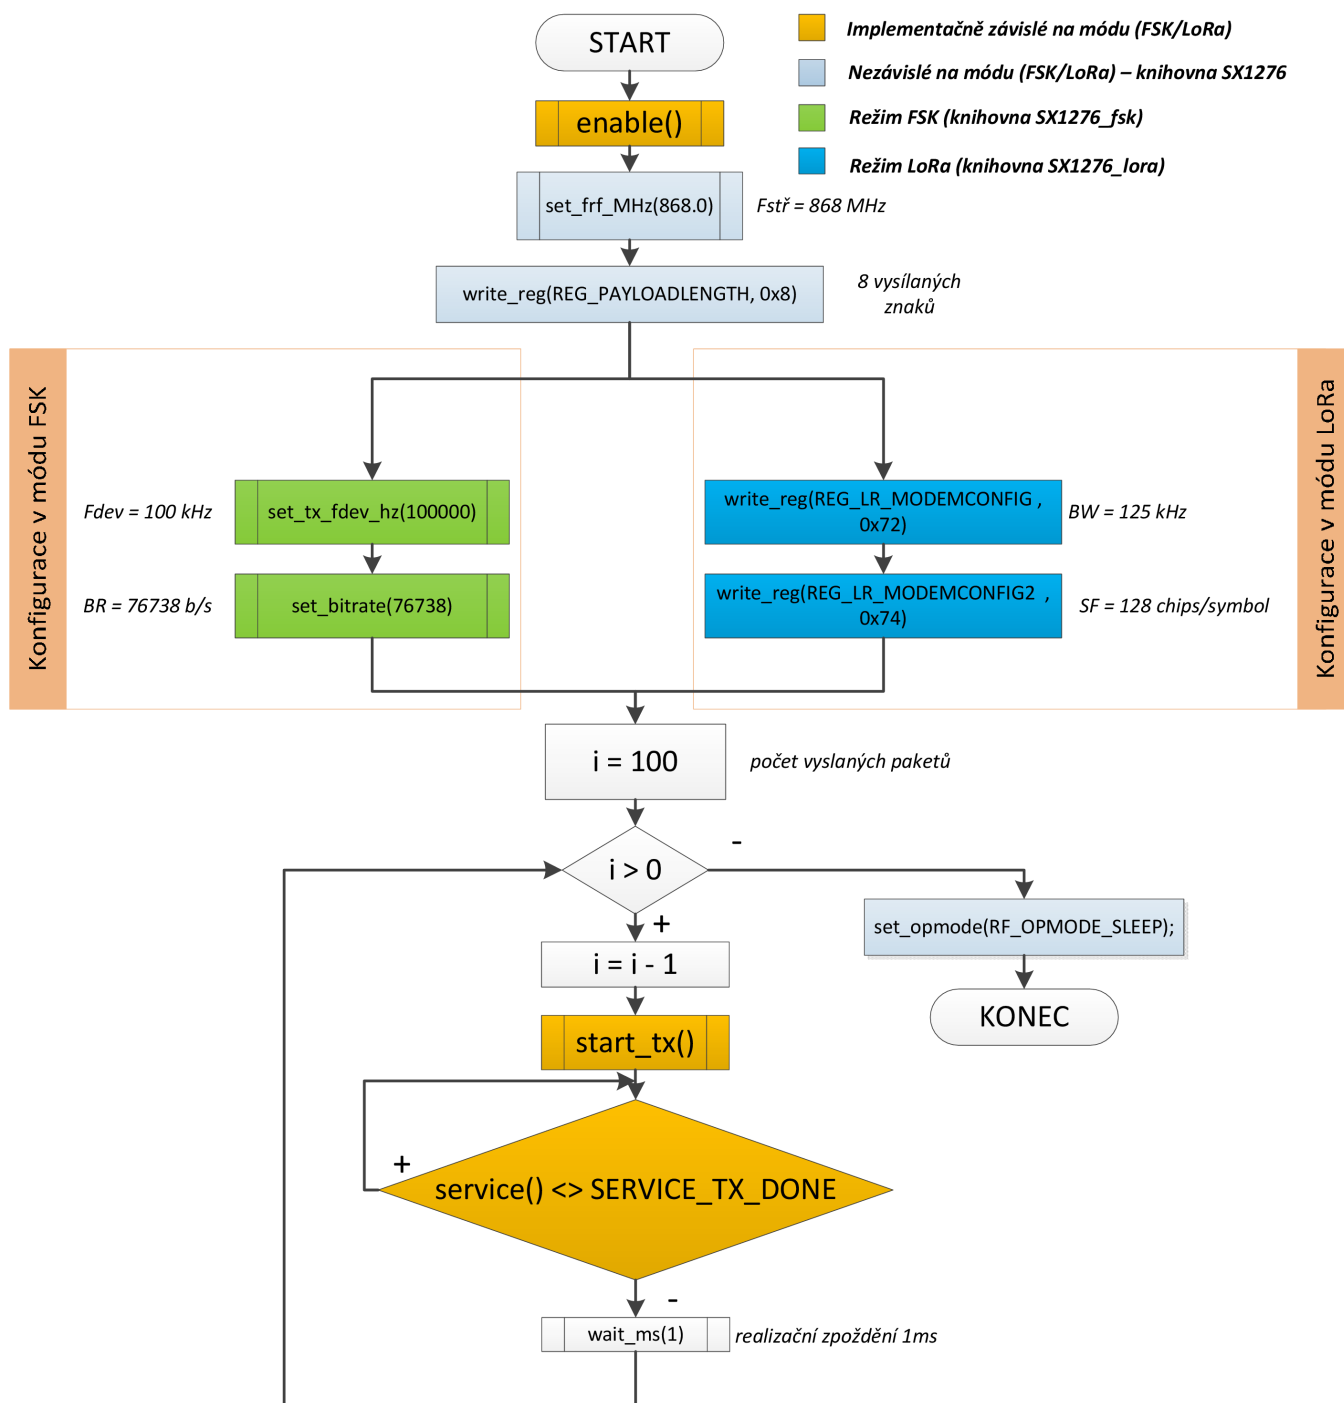 START
Implementačně závislé na módu (FSK/LoRa)
Nezávislé na módu (FSK/LoRa) – knihovna SX1276
enable()
Režim FSK (knihovna SX1276_fsk)
Režim LoRa (knihovna SX1276_lora)
set_frf_MHz(868.0)
Fstř = 868 MHz
write_reg(REG_PAYLOADLENGTH, 0x8)
8 vysílaných
znaků
Konfigurace v módu FSK
Fdev = 100 kHz
set_tx_fdev_hz(100000)
BR = 76738 b/s
set_bitrate(76738)
write_reg(REG_LR_MODEMCONFIG ,
0x72)
BW = 125 kHz
write_reg(REG_LR_MODEMCONFIG2 ,
0x74)
SF = 128 chips/symbol
Konfigurace v módu LoRa
i = 100
počet vyslaných paketů
i > 0
-
+
set_opmode(RF_OPMODE_SLEEP);
i = i - 1
KONEC
start_tx()
+
service() <> SERVICE_TX_DONE
-
wait_ms(1)
realizační zpoždění 1ms